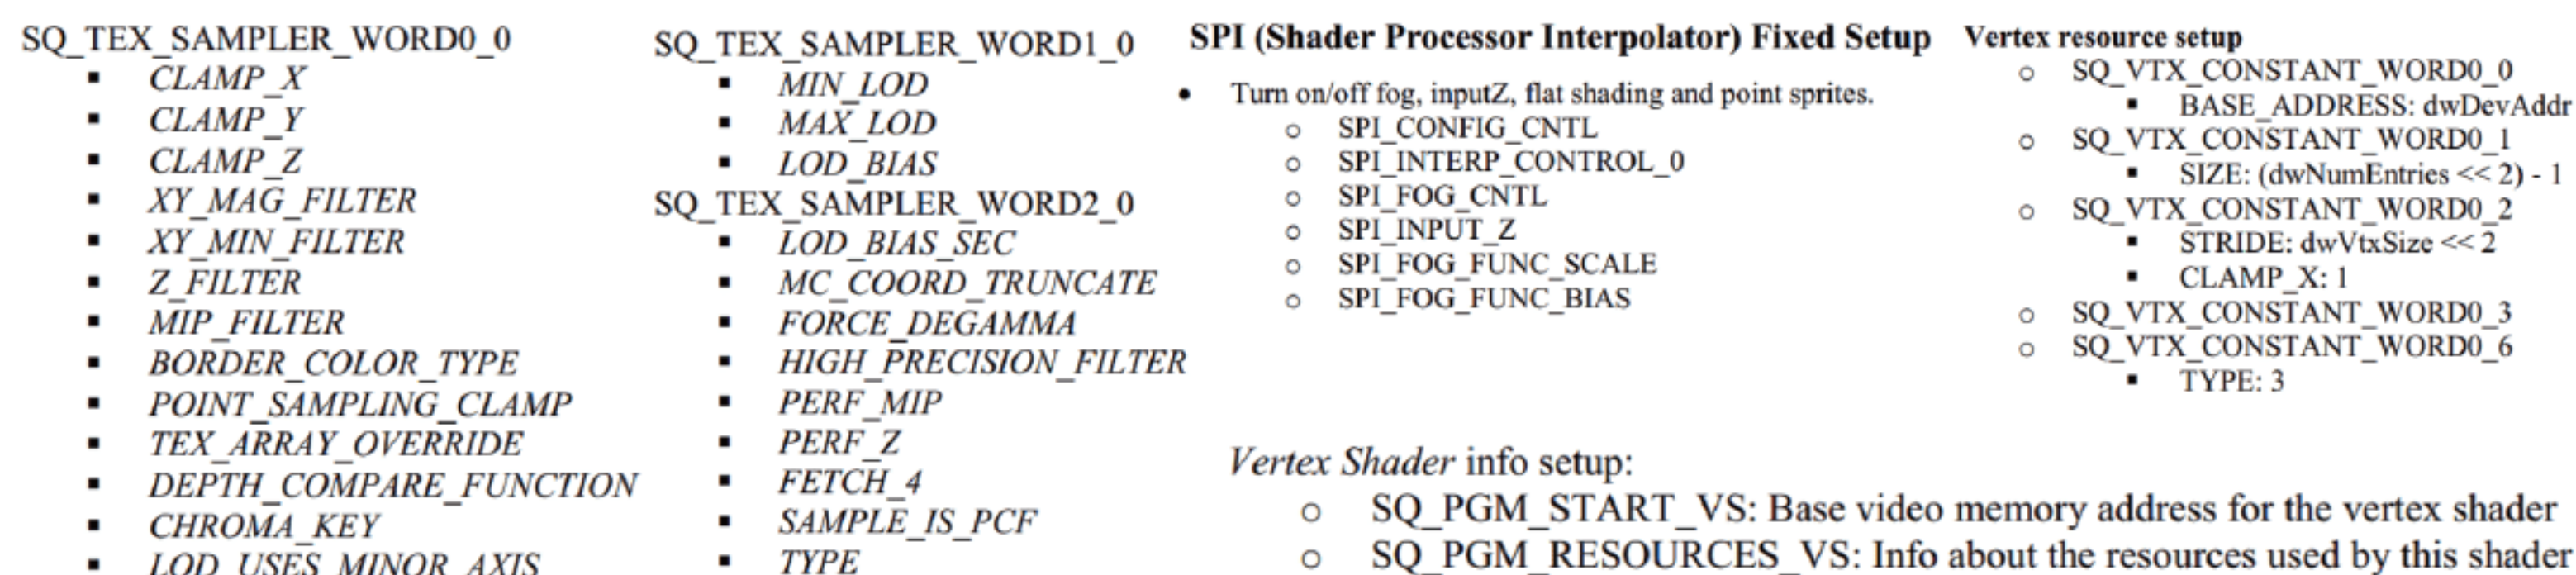 SQ_TEX_SAMPLER_WORD0_0
▪ CLAMP_X
▪ CLAMP_Y
▪ CLAMP_Z
▪ XY_MAG_FILTER
▪ XY_MIN_FILTER
▪ Z_FILTER
▪ MIP_FILTER
▪ BORDER_COLOR_TYPE
▪ POINT_SAMPLING_CLAMP
▪ TEX_ARRAY_OVERRIDE
▪ DEPTH_COMPARE_FUNCTION
▪ CHROMA_KEY
▪ LOD_USES_MINOR_AXIS
SQ_TEX_SAMPLER_WORD1_0
▪ MIN_LOD
▪ MAX_LOD
▪ LOD_BIAS
SQ_TEX_SAMPLER_WORD2_0
▪ LOD_BIAS_SEC
▪ MC_COORD_TRUNCATE
▪ FORCE_DEGAMMA
▪ HIGH_PRECISION_FILTER
▪ PERF_MIP
▪ PERF_Z
▪ FETCH_4
▪ SAMPLE_IS_PCF
▪ TYPE
SPI (Shader Processor Interpolator) Fixed Setup
• Turn on/off fog, inputZ, flat shading and point sprites.
○ SPI_CONFIG_CNTL
○ SPI_INTERP_CONTROL_0
○ SPI_FOG_CNTL
○ SPI_INPUT_Z
○ SPI_FOG_FUNC_SCALE
○ SPI_FOG_FUNC_BIAS
Vertex resource setup
○ SQ_VTX_CONSTANT_WORD0_0
▪ BASE_ADDRESS: dwDevAddr
○ SQ_VTX_CONSTANT_WORD0_1
▪ SIZE: (dwNumEntries << 2) - 1
○ SQ_VTX_CONSTANT_WORD0_2
▪ STRIDE: dwVtxSize << 2
▪ CLAMP_X: 1
○ SQ_VTX_CONSTANT_WORD0_3
○ SQ_VTX_CONSTANT_WORD0_6
▪ TYPE: 3
Vertex Shader info setup:
○ SQ_PGM_START_VS: Base video memory address for the vertex shader
○ SQ_PGM_RESOURCES_VS: Info about the resources used by this shader